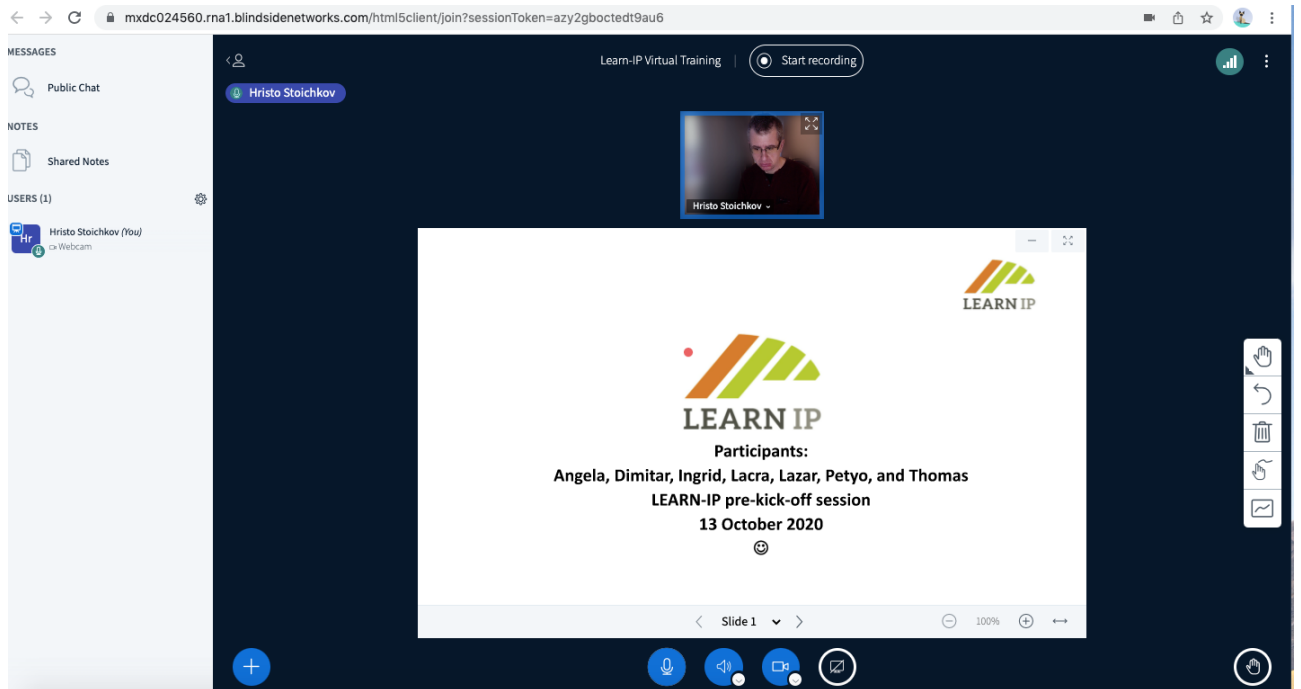 mxdc024560.rna1.blindsidenetworks.com/html5client/join?sessionToken=azy2gboctedt9au6
MESSAGES
Public Chat
NOTES
Shared Notes
USERS (1)
Hr
Hristo Stoichkov (You)
Webcam
Learn-IP Virtual Training
Start recording
Hristo Stoichkov
Hristo Stoichkov
LEARN IP
LEARN IP
Participants:
Angela, Dimitar, Ingrid, Lacra, Lazar, Petyo, and Thomas
LEARN-IP pre-kick-off session
13 October 2020
☺
Slide 1
100%